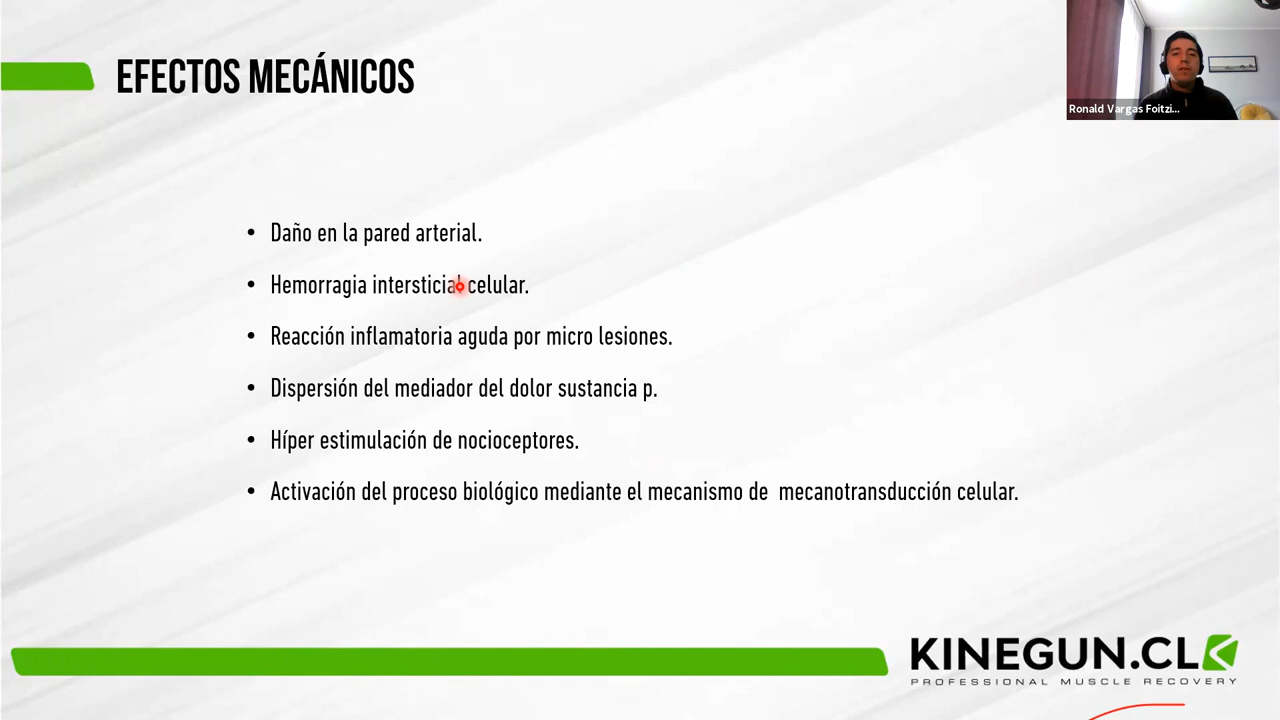 EFECTOS MECÁNICOS
Ronald Vargas Foitzi...
• Daño en la pared arterial.
• Hemorragia intersticial celular.
• Reacción inflamatoria aguda por micro lesiones.
• Dispersión del mediador del dolor sustancia p.
• Híper estimulación de nocioceptores.
• Activación del proceso biológico mediante el mecanismo de  mecanotransducción celular.
KINEGUN.CL
PROFESSIONAL MUSCLE RECOVERY